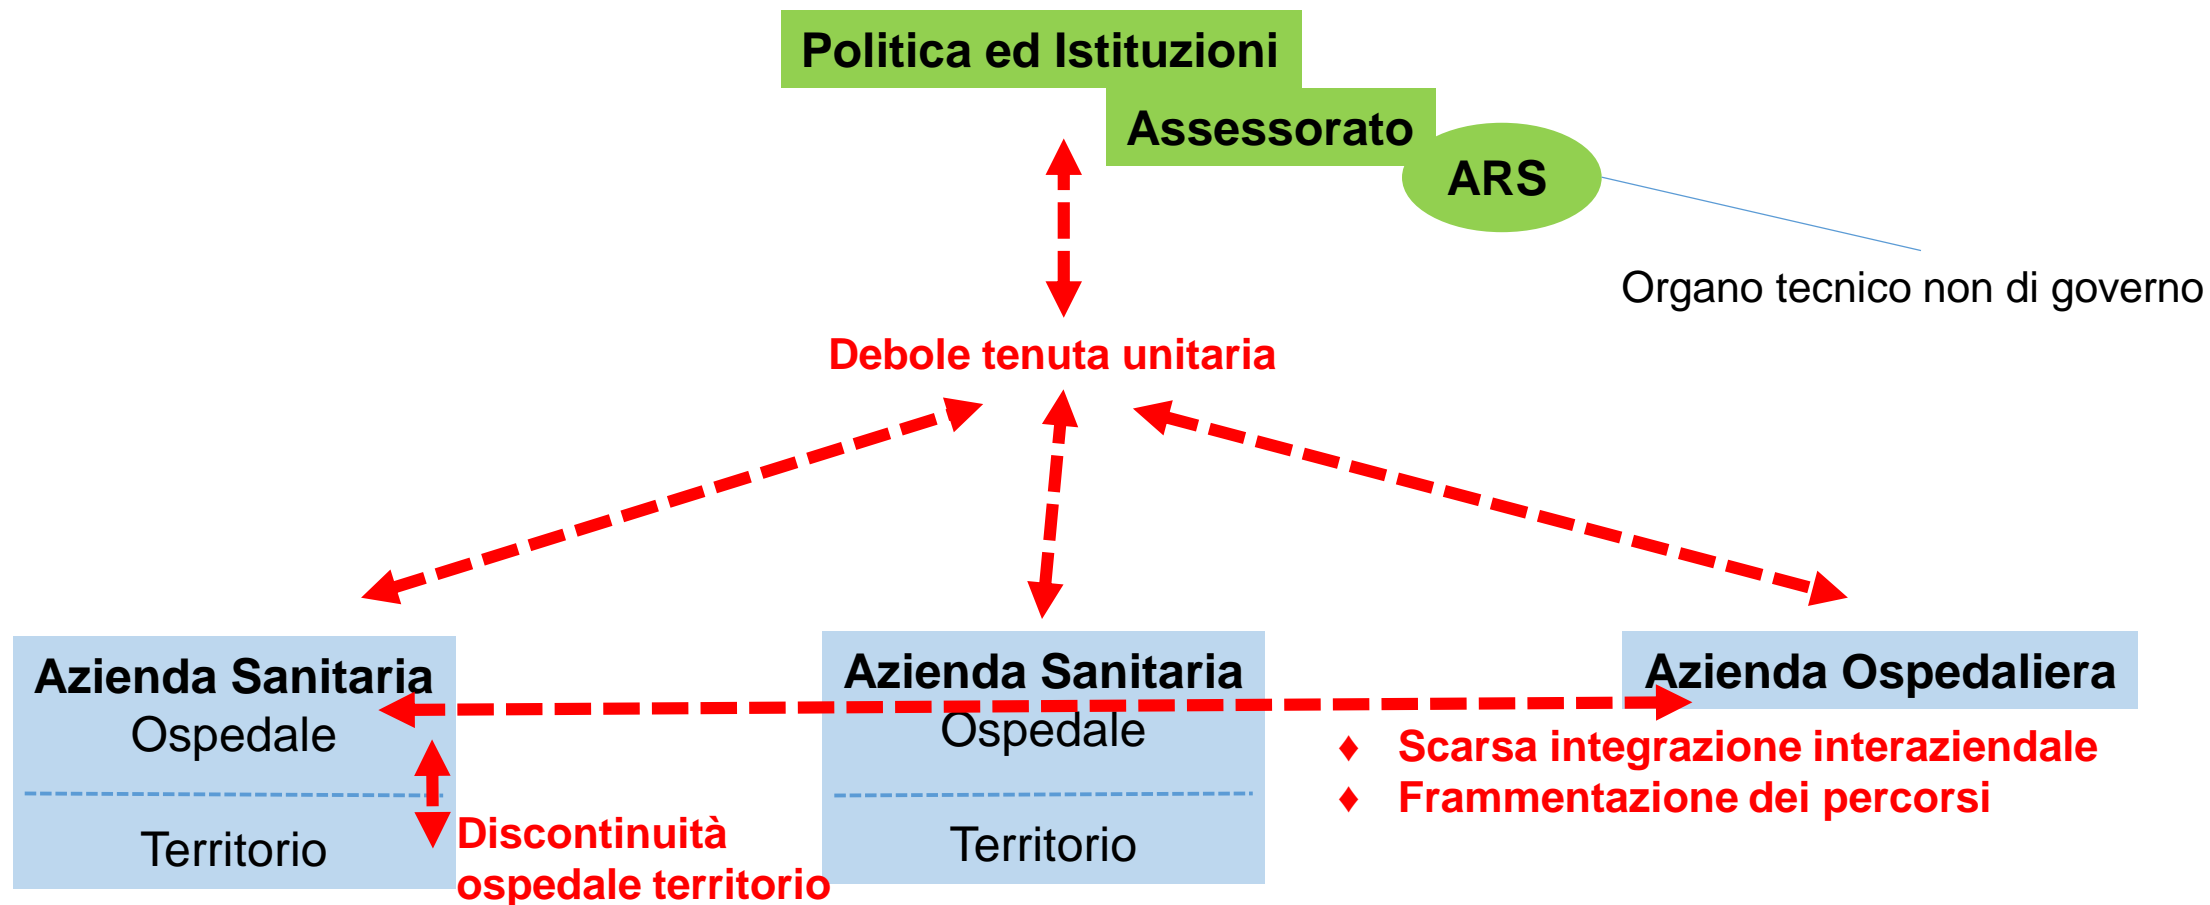 Politica ed Istituzioni
Assessorato
ARS
Organo tecnico non di governo
Debole tenuta unitaria
Azienda Sanitaria
Ospedale
Territorio
Discontinuità
ospedale territorio
Azienda Sanitaria
Ospedale
Territorio
Azienda Ospedaliera
♦ Scarsa integrazione interaziendale
♦ Frammentazione dei percorsi